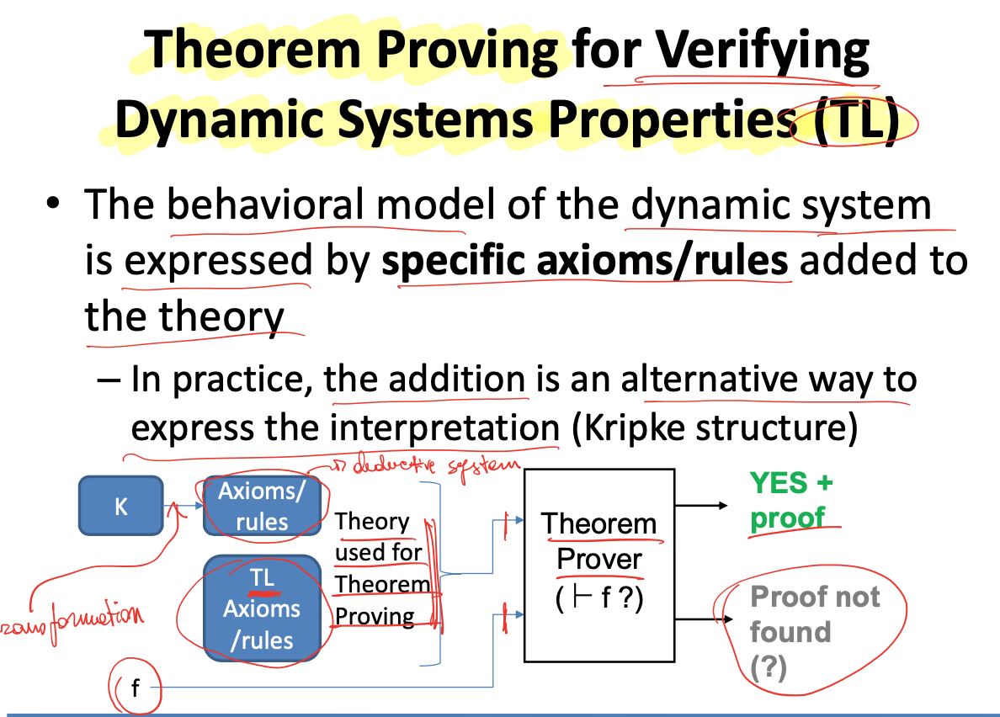 Theorem Proving for Verifying
Dynamic Systems Properties (TL)
• The behavioral model of the dynamic system
is expressed by specific axioms/rules added to
the theory
– In practice, the addition is an alternative way to
express the interpretation (Kripke structure)
deductive system
K
Axioms/
rules
TL
Axioms
/rules
Theory
used for
Theorem
Proving
transformation
f
Theorem
Prover
( ⊢ f ?)
YES +
proof
Proof not
found
(?)